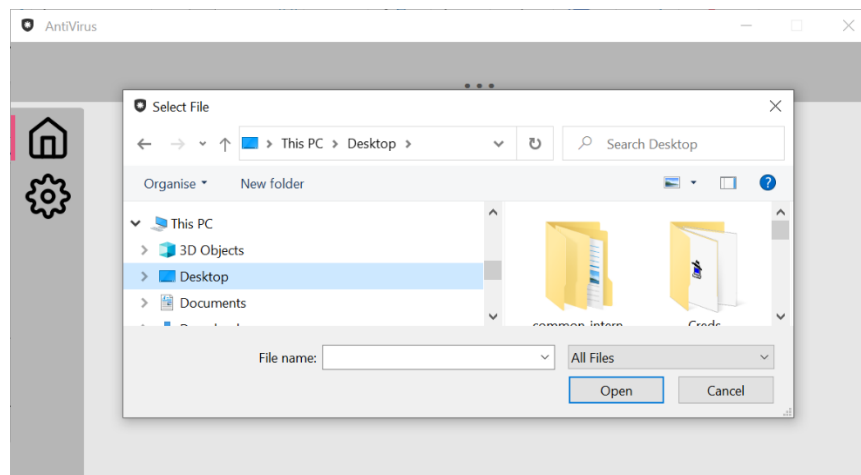 AntiVirus
Select File
This PC > Desktop >
Search Desktop
Organise
New folder
This PC
3D Objects
Desktop
Documents
File name:
All Files
Open
Cancel